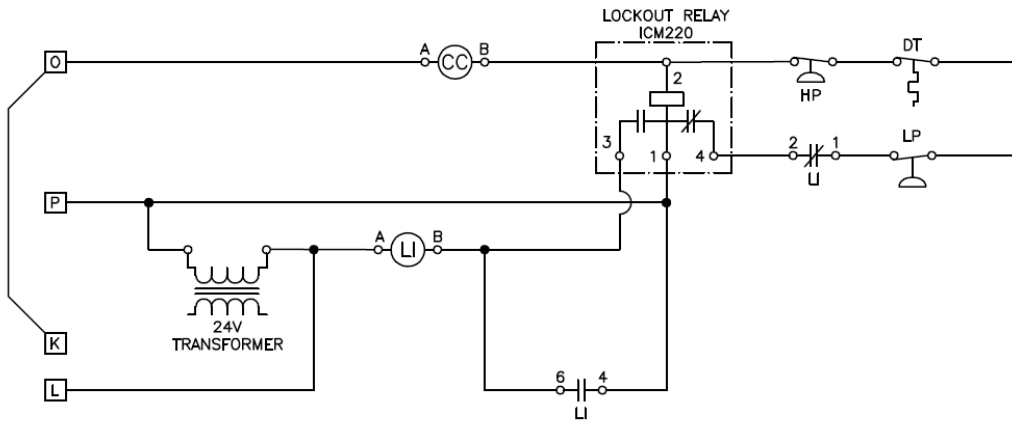 LOCKOUT RELAY
ICM220
O
A
CC
B
2
HP
DT
3
1
4
2
1
LI
LP
P
A
LI
B
24V
TRANSFORMER
K
L
6
4
LI